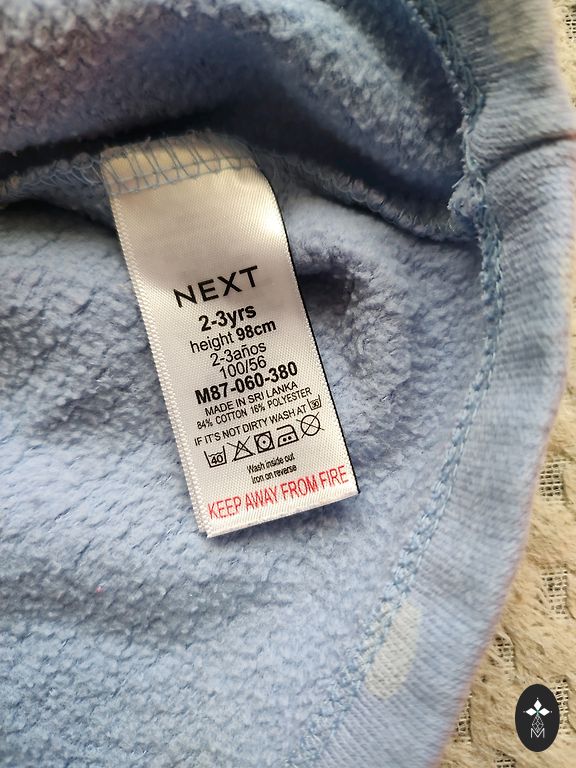 NEXT
2-3yrs
height 98cm
2-3años
100/56
M87-060-380
MADE IN SRI LANKA
84% COTTON 16% POLYESTER
IF IT'S NOT DIRTY WASH AT 30
40
Wash inside out
Iron on reverse
KEEP AWAY FROM FIRE
M